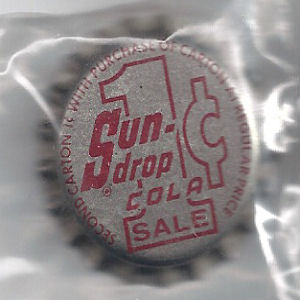 SECOND CARTON 1¢ WITH PURCHASE OF CARTON AT REGULAR PRICE
1¢
Sun-
drop
®
COLA
SALE